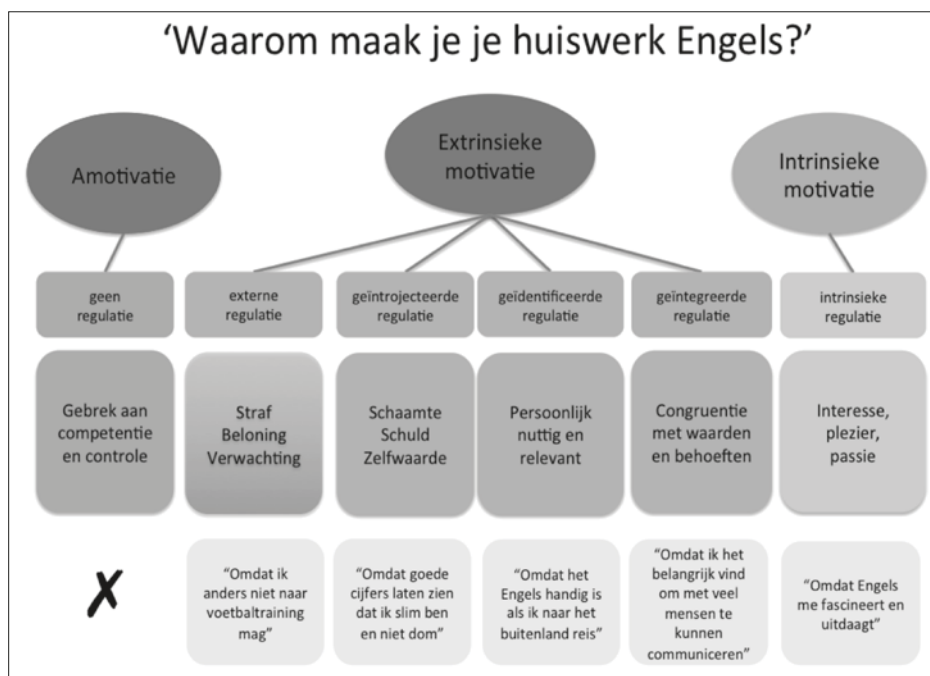 ‘Waarom maak je je huiswerk Engels?’
Amotivatie
Extrinsieke
motivatie
Intrinsieke
motivatie
geen
regulatie
externe
regulatie
geïntrojecteerde
regulatie
geïdentificeerde
regulatie
geïntegreerde
regulatie
intrinsieke
regulatie
Gebrek aan
competentie
en controle
Straf
Beloning
Verwachting
Schaamte
Schuld
Zelfwaarde
Persoonlijk
nuttig en
relevant
Congruentie
met waarden
en behoeften
Interesse,
plezier,
passie
✗
“Omdat ik
anders niet naar
voetbaltraining
mag”
“Omdat goede
cijfers laten zien
dat ik slim ben
en niet dom”
“Omdat het
Engels handig is
als ik naar het
buitenland reis”
“Omdat ik het
belangrijk vind
om met veel
mensen te
kunnen
communiceren”
“Omdat Engels
me fascineert en
uitdaagt”